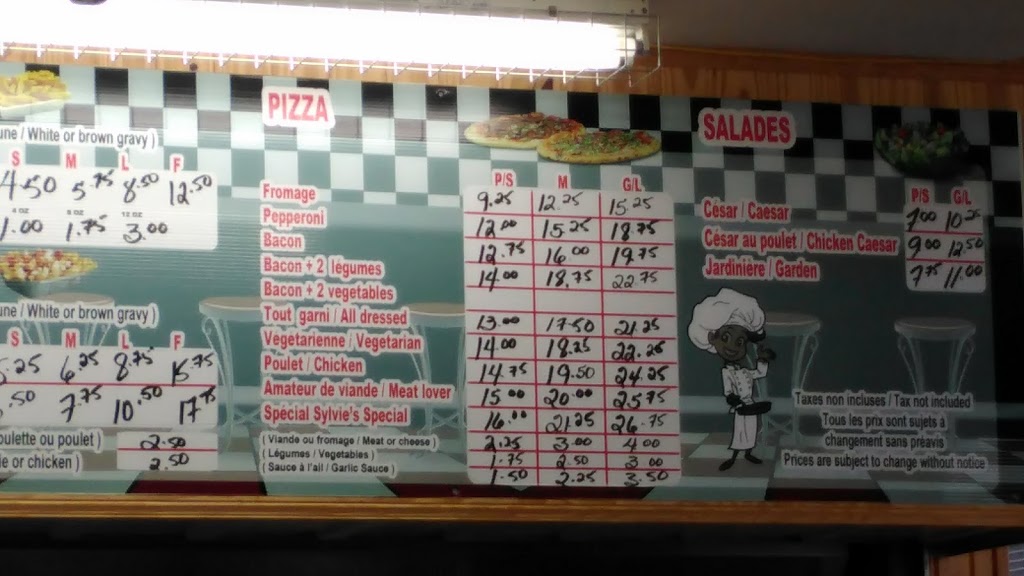 une / White or brown gravy )
S M L F
4.50 5.75 8.50 12.50
4 OZ 8 OZ 12 OZ
1.00 1.75 3.00
une / White or brown gravy )
S M L F
.25 6.25 8.75 15.75
.50 7.75 10.50 17.75
oulette ou poulet ) 2.50
e or chicken ) 2.50
PIZZA
P/S M G/L
Fromage 9.25 12.25 15.25
Pepperoni 12.00 15.25 18.75
Bacon 12.75 16.00 19.75
Bacon + 2 légumes 14.00 18.75 22.75
Bacon + 2 vegetables
Tout garni / All dressed 13.00 17.50 21.25
Vegetarienne / Vegetarian 14.00 18.25 22.25
Poulet / Chicken 14.75 19.50 24.25
Amateur de viande / Meat lover 15.00 20.00 25.75
Spécial Sylvie's Special 16.00 21.25 26.75
( Viande ou fromage / Meat or cheese ) 2.25 3.00 4.00
( Légumes / Vegetables ) 1.75 2.50 3.00
( Sauce à l'ail / Garlic Sauce ) 1.50 2.25 3.50
SALADES
P/S G/L
César / Caesar 7.00 10.25
César au poulet / Chicken Caesar 9.00 12.50
Jardiniere / Garden 7.75 11.00
Taxes non incluses / Tax not included
Tous les prix sont sujets à
changement sans préavis
Prices are subject to change without notice